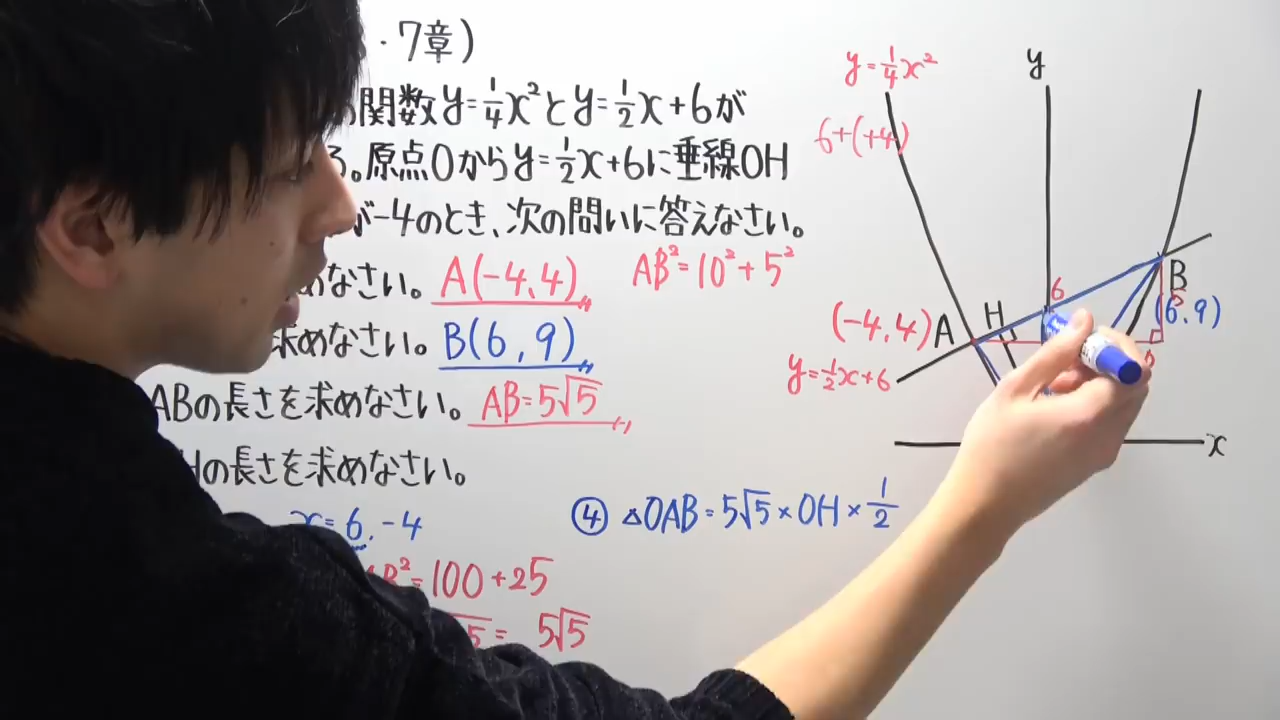 ・7章)
関数y=1/4x²とy=1/2x+6が
る。原点Oからy=1/2x+6に垂線OH
が-4のとき、次の問いに答えなさい。
めなさい。 A(-4,4)
求めなさい。 B(6,9)
ABの長さを求めなさい。 AB=5√5
Hの長さを求めなさい。
x=6,-4
AB²=100+25
=5√5
AB²=10²+5²
④ △OAB=5√5×OH×1/2
y=1/4x²
6+(+4)
y
(-4,4)
A
H
6
B
5
(6,9)
y=1/2x+6
x